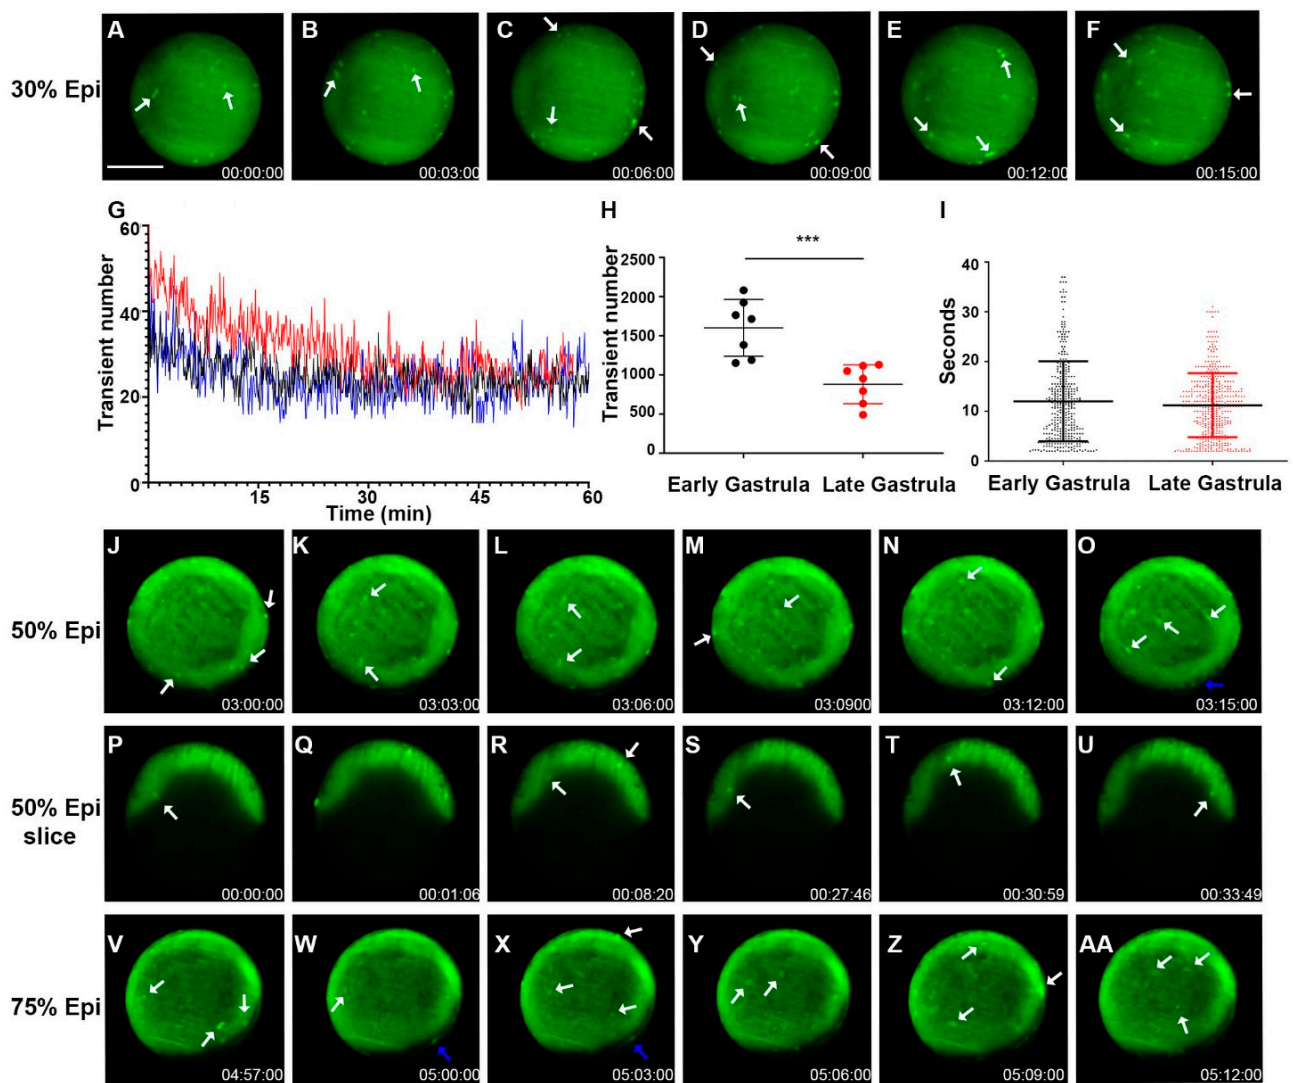 A B C D E F
30% Epi
00:00:00 00:03:00 00:06:00 00:09:00 00:12:00 00:15:00
G H I
Transient number
60
40
20
0
15 30 45 60
Time (min)
Transient number
***
2500
2000
1500
1000
500
0
Early Gastrula Late Gastrula
Seconds
40
30
20
10
0
Early Gastrula Late Gastrula
J K L M N O
50% Epi
03:00:00 03:03:00 03:06:00 03:0900 03:12:00 03:15:00
P Q R S T U
50% Epi
slice
00:00:00 00:01:06 00:08:20 00:27:46 00:30:59 00:33:49
V W X Y Z AA
75% Epi
04:57:00 05:00:00 05:03:00 05:06:00 05:09:00 05:12:00